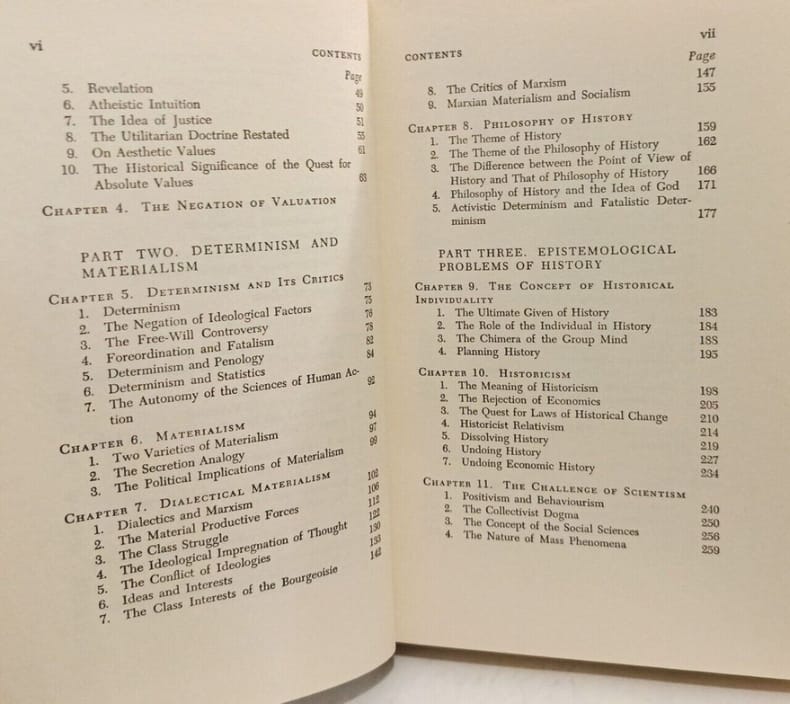 vi
CONTENTS
Page
5. Revelation 49
6. Atheistic Intuition 50
7. The Idea of Justice 51
8. The Utilitarian Doctrine Restated 55
9. On Aesthetic Values 61
10. The Historical Significance of the Quest for
Absolute Values 63
CHAPTER 4. THE NEGATION OF VALUATION
PART TWO. DETERMINISM AND
MATERIALISM
CHAPTER 5. DETERMINISM AND ITS CRITICS
1. Determinism 73
2. The Negation of Ideological Factors 75
3. The Free-Will Controversy 76
4. Foreordination and Fatalism 78
5. Determinism and Penology 82
6. Determinism and Statistics 84
7. The Autonomy of the Sciences of Human Ac-
tion 92
CHAPTER 6. MATERIALISM
1. Two Varieties of Materialism 94
2. The Secretion Analogy 97
3. The Political Implications of Materialism 99
CHAPTER 7. DIALECTICAL MATERIALISM
1. Dialectics and Marxism 102
2. The Material Productive Forces 106
3. The Class Struggle 112
4. The Ideological Impregnation of Thought 122
5. The Conflict of Ideologies 130
6. Ideas and Interests 133
7. The Class Interests of the Bourgeoisie 142
vii
CONTENTS
Page
8. The Critics of Marxism 147
9. Marxian Materialism and Socialism 155
CHAPTER 8. PHILOSOPHY OF HISTORY
1. The Theme of History 159
2. The Theme of the Philosophy of History 162
3. The Difference between the Point of View of
History and That of Philosophy of History 166
4. Philosophy of History and the Idea of God 171
5. Activistic Determinism and Fatalistic Deter-
minism 177
PART THREE. EPISTEMOLOGICAL
PROBLEMS OF HISTORY
CHAPTER 9. THE CONCEPT OF HISTORICAL
INDIVIDUALITY
1. The Ultimate Given of History 183
2. The Role of the Individual in History 184
3. The Chimera of the Group Mind 188
4. Planning History 195
CHAPTER 10. HISTORICISM
1. The Meaning of Historicism 198
2. The Rejection of Economics 205
3. The Quest for Laws of Historical Change 210
4. Historicist Relativism 214
5. Dissolving History 219
6. Undoing History 227
7. Undoing Economic History 234
CHAPTER 11. THE CHALLENGE OF SCIENTISM
1. Positivism and Behaviourism 240
2. The Collectivist Dogma 250
3. The Concept of the Social Sciences 256
4. The Nature of Mass Phenomena 259